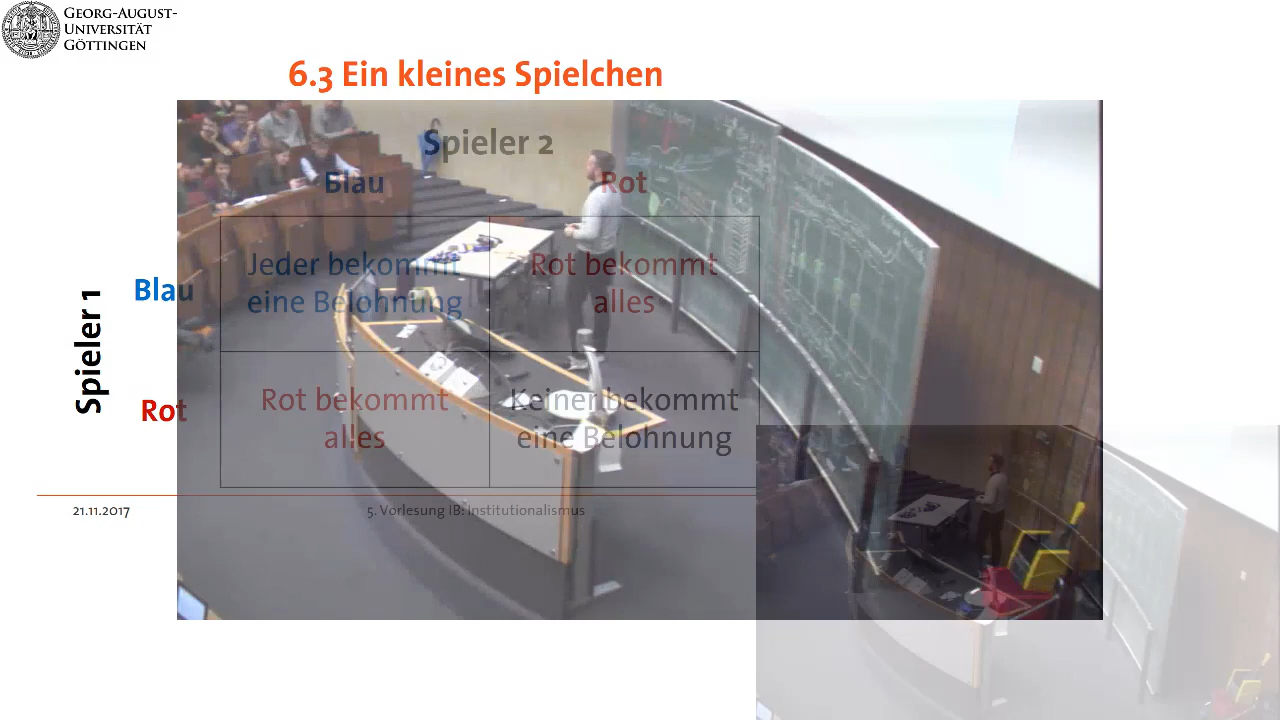 GEORG-AUGUST-
UNIVERSITÄT
GÖTTINGEN
6.3 Ein kleines Spielchen
Spieler 2
Blau
Rot
Spieler 1
Blau
Jeder bekommt
eine Belohnung
Rot bekommt
alles
Rot
Rot bekommt
alles
Keiner bekommt
eine Belohnung
21.11.2017
5. Vorlesung IB: Institutionalismus